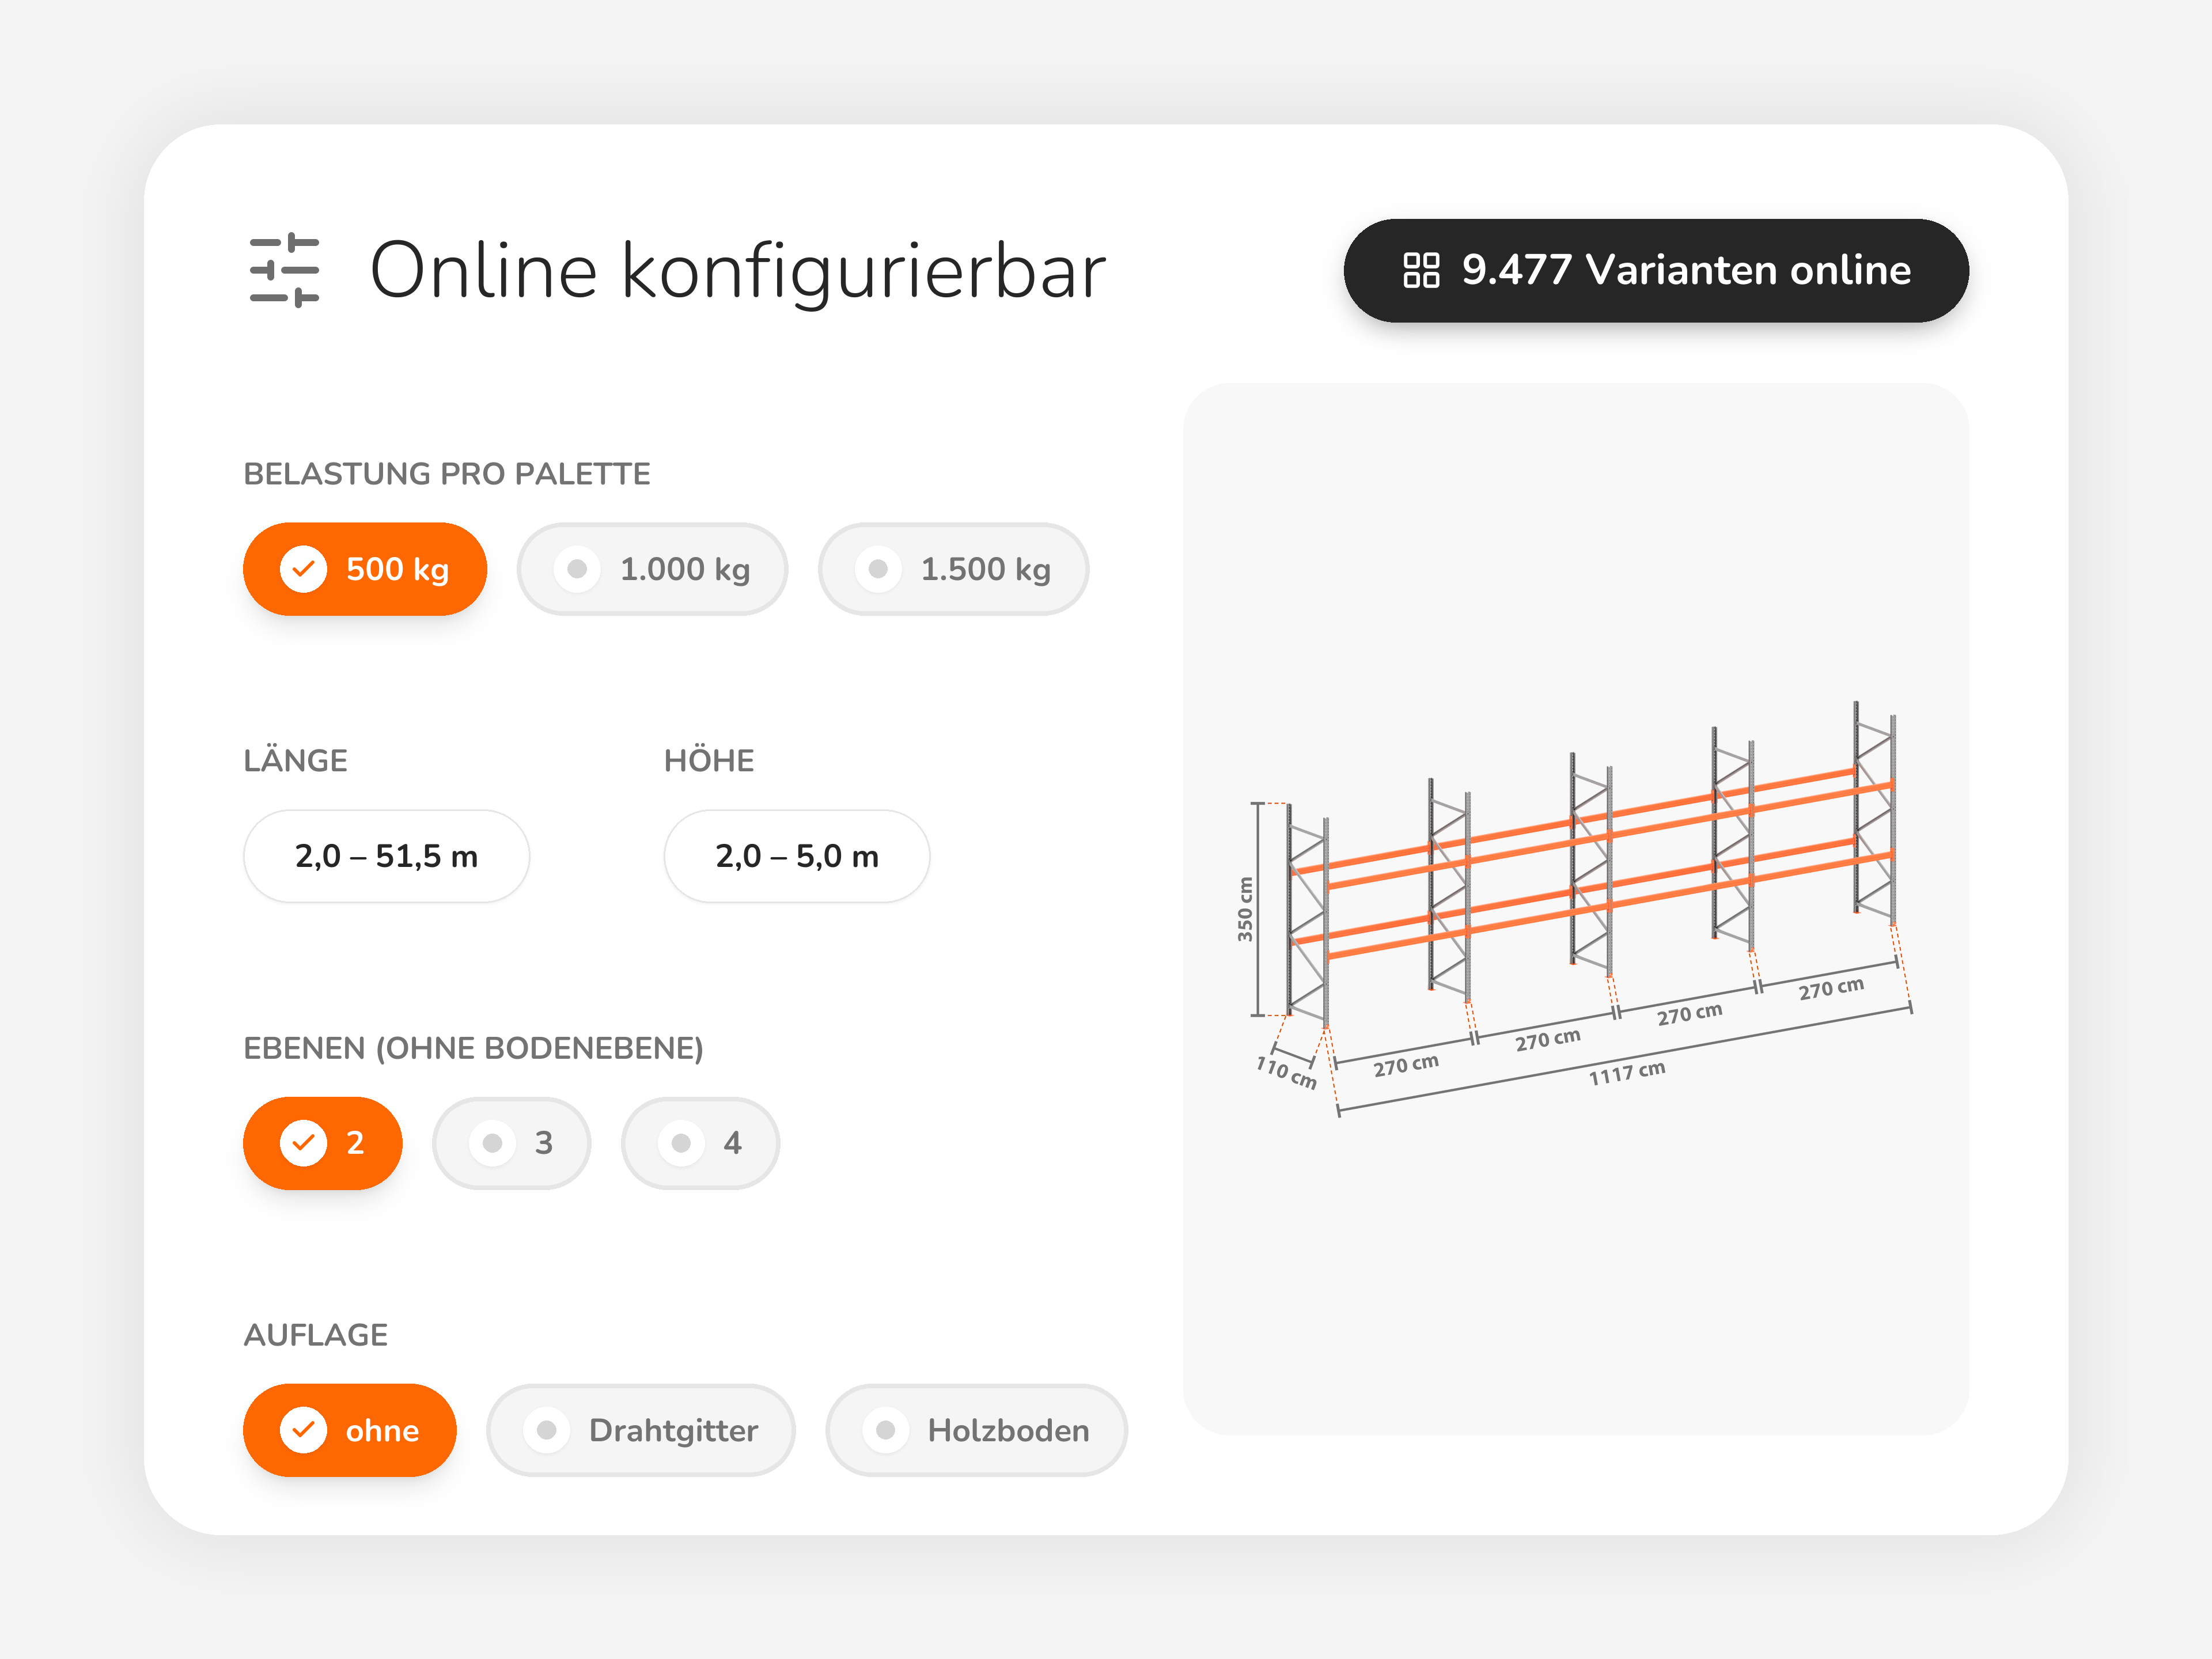 Online konfigurierbar
9.477 Varianten online
BELASTUNG PRO PALETTE
500 kg
1.000 kg
1.500 kg
LÄNGE
HÖHE
2,0 – 51,5 m
2,0 – 5,0 m
EBENEN (OHNE BODENEBENE)
2
3
4
AUFLAGE
ohne
Drahtgitter
Holzboden
350 cm
110 cm
270 cm
270 cm
270 cm
270 cm
1117 cm